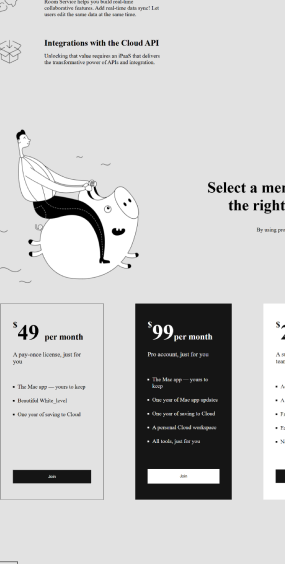 Room Service helps you build real-time
collaborative features. Add real-time data sync! Let
users edit the same data at the same time.
Integrations with the Cloud API
Unlocking that value requires an iPaaS that delivers
the transformative power of APIs and integration.
Select a mer
the right
By using pro
$49 per month
A pay-once license, just for
you
• The Mac app — yours to keep
• Beautiful White_level
• One year of saving to Cloud
Join
$99 per month
Pro account, just for you
• The Mac app — yours to
keep
• One year of Mac app updates
• One year of saving to Cloud
• A personal Cloud workspace
• All tools, just for you
Join
$
A s
tear